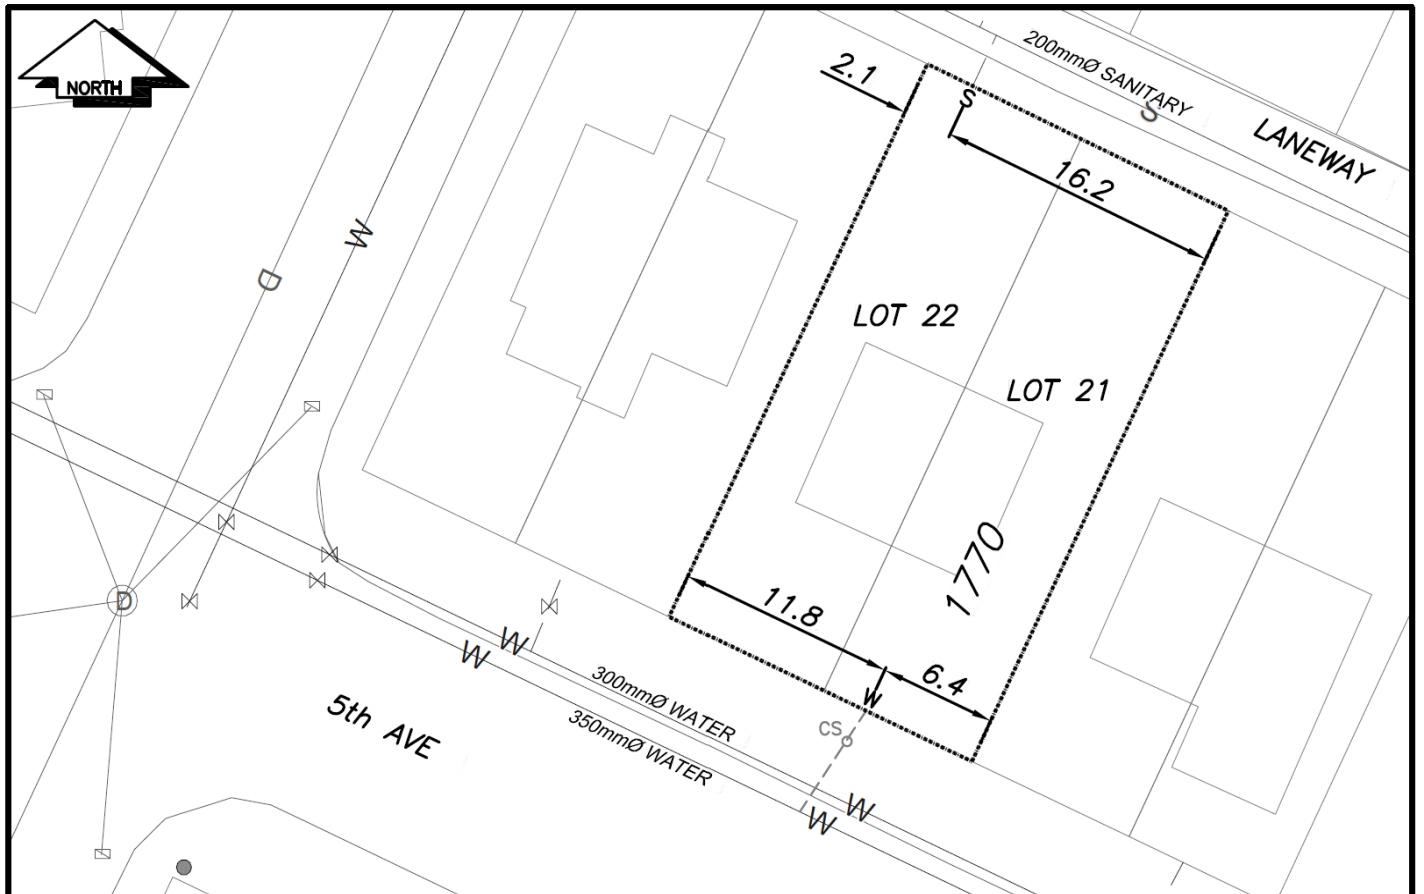 NORTH
200mmØ SANITARY
S
LANEWAY
2.1
S
16.2
W
D
LOT 22
LOT 21
1770
11.8
6.4
D
W
W
300mmØ WATER
350mmØ WATER
5th AVE
W
CS
W
W